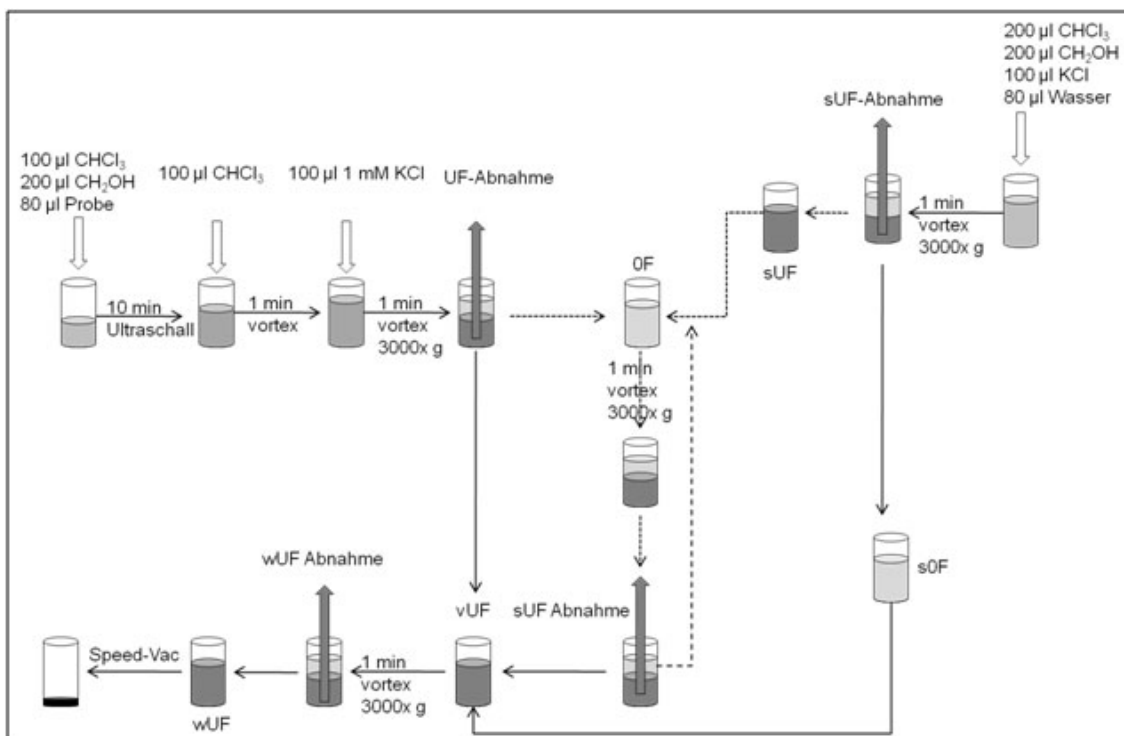 200 µl CHCl₃
200 µl CH₂OH
100 µl KCl
80 µl Wasser
sUF-Abnahme
100 µl CHCl₃
200 µl CH₂OH
80 µl Probe
100 µl CHCl₃
100 µl 1 mM KCl
UF-Abnahme
1 min
vortex
3000x g
sUF
0F
10 min
Ultraschall
1 min
vortex
1 min
vortex
3000x g
1 min
vortex
3000x g
s0F
wUF Abnahme
vUF
sUF Abnahme
Speed-Vac
1 min
vortex
3000x g
wUF